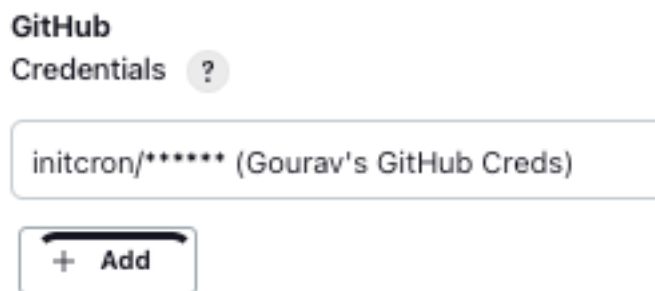 GitHub
Credentials ?
initcron/****** (Gourav's GitHub Creds)
+ Add